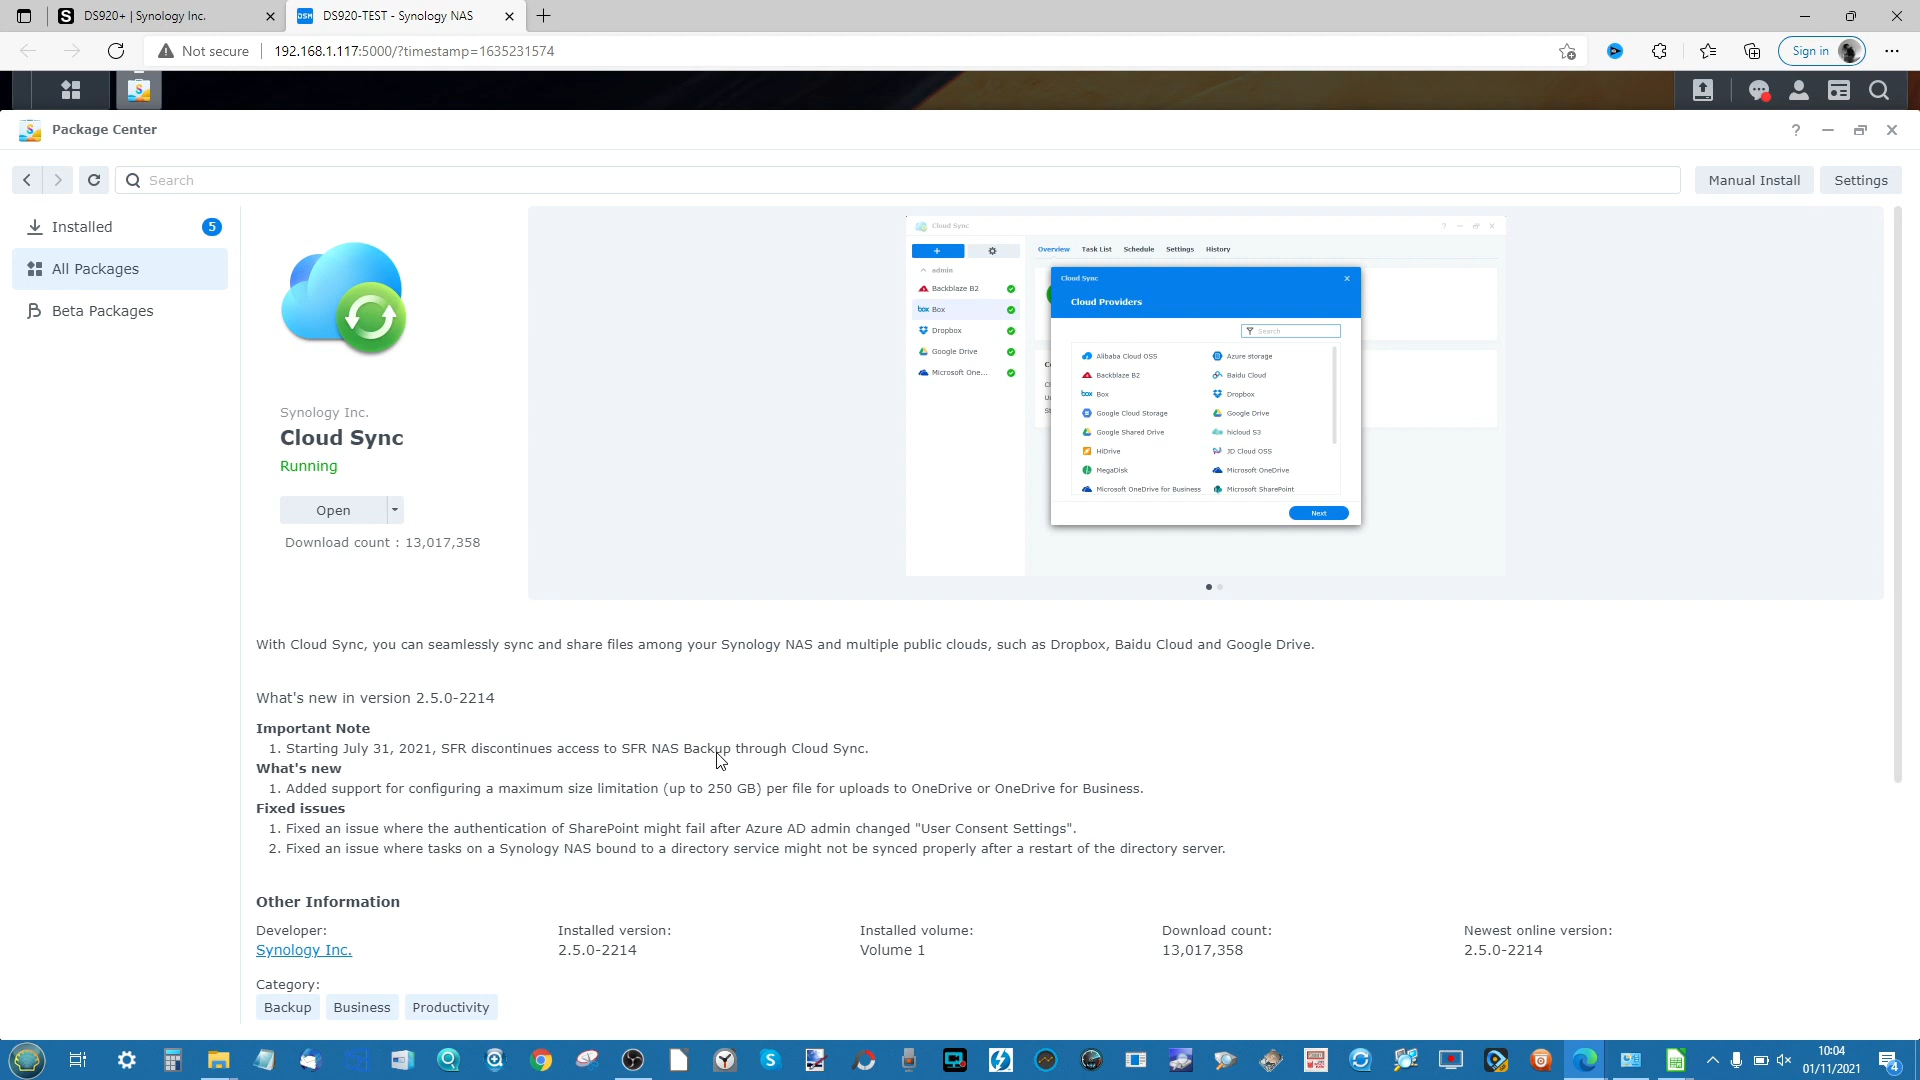 DS920+ | Synology Inc.
DS920-TEST - Synology NAS
Not secure
192.168.1.117:5000/?timestamp=1635231574
Sign in
Package Center
Search
Manual Install
Settings
Installed
5
All Packages
Beta Packages
Synology Inc.
Cloud Sync
Running
Open
Download count : 13,017,358
Cloud Sync
Overview Task List Schedule Settings History
admin
Backblaze B2
Box
Dropbox
Google Drive
Microsoft One...
Cloud Sync
Cloud Providers
Search
Alibaba Cloud OSS Azure storage
Backblaze B2 Baidu Cloud
Box Dropbox
Google Cloud Storage Google Drive
Google Shared Drive hicloud S3
HiDrive JD Cloud OSS
MegaDisk Microsoft OneDrive
Microsoft OneDrive for Business Microsoft SharePoint
Next
With Cloud Sync, you can seamlessly sync and share files among your Synology NAS and multiple public clouds, such as Dropbox, Baidu Cloud and Google Drive.
What's new in version 2.5.0-2214
Important Note
1. Starting July 31, 2021, SFR discontinues access to SFR NAS Backup through Cloud Sync.
What's new
1. Added support for configuring a maximum size limitation (up to 250 GB) per file for uploads to OneDrive or OneDrive for Business.
Fixed issues
1. Fixed an issue where the authentication of SharePoint might fail after Azure AD admin changed "User Consent Settings".
2. Fixed an issue where tasks on a Synology NAS bound to a directory service might not be synced properly after a restart of the directory server.
Other Information
Developer: Installed version: Installed volume: Download count: Newest online version:
Synology Inc. 2.5.0-2214 Volume 1 13,017,358 2.5.0-2214
Category:
Backup Business Productivity
10:04
01/11/2021
4